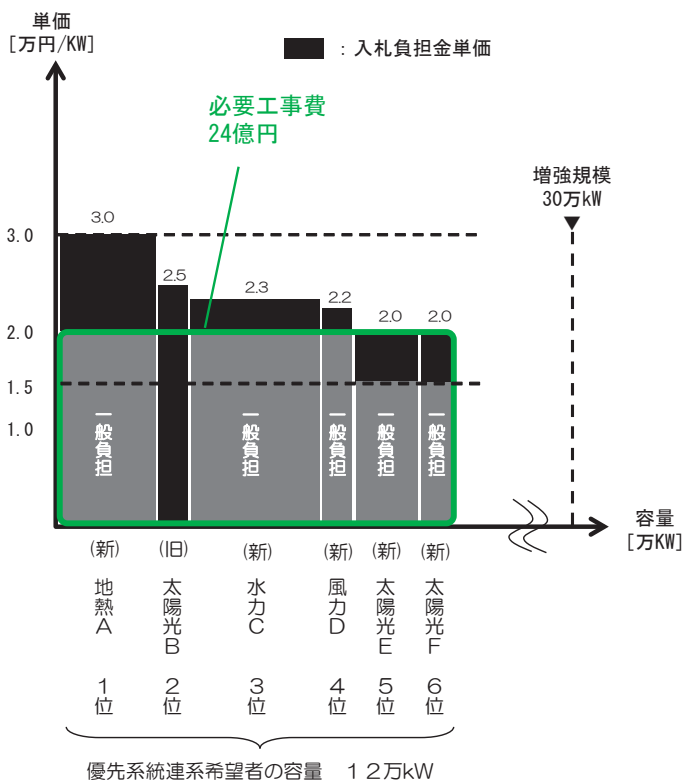 単価
[万円/KW]
：入札負担金単価
必要工事費
24億円
増強規模
30万kW
3.0
3.0
2.5
2.3
2.2
2.0
2.0
2.0
1.5
1.0
一般負担
一般負担
一般負担
一般負担
一般負担
容量
[万KW]
(新)
地熱A
1位
(旧)
太陽光B
2位
(新)
水力C
3位
(新)
風力D
4位
(新)
太陽光E
5位
(新)
太陽光F
6位
優先系統連系希望者の容量　１２万kW